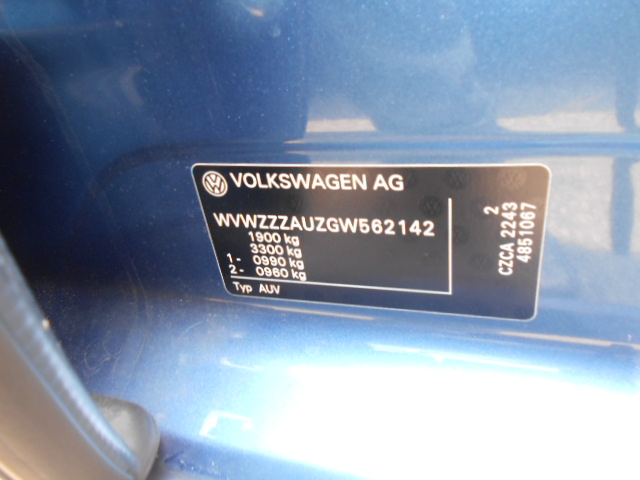 VOLKSWAGEN AG
WVWZZZAUZGW562142
1900 kg
3300 kg
1 - 0990 kg
2 - 0960 kg
Typ AUV
2
CZCA 2243
4851067